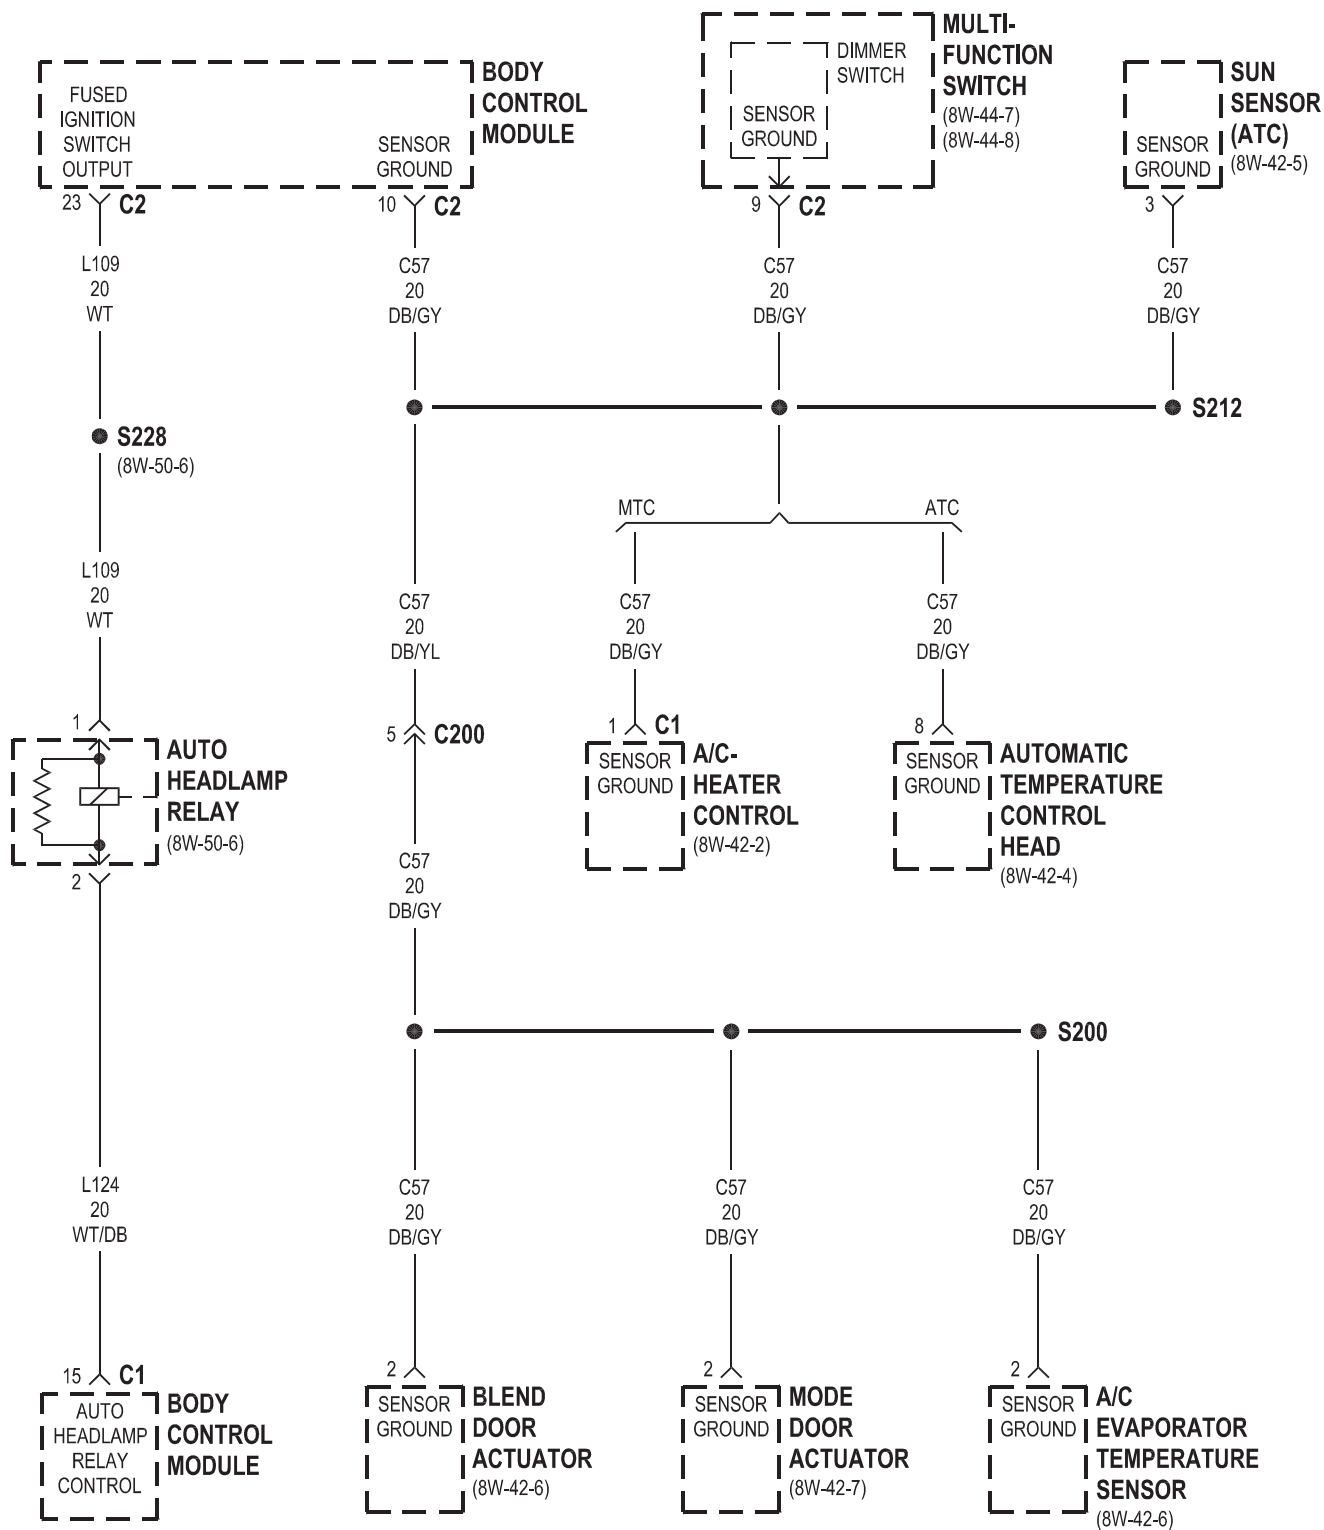 FUSED
IGNITION
SWITCH
OUTPUT
SENSOR
GROUND
BODY
CONTROL
MODULE
23
C2
10
C2
DIMMER
SWITCH
SENSOR
GROUND
MULTI-
FUNCTION
SWITCH
(8W-44-7)
(8W-44-8)
9
C2
SENSOR
GROUND
SUN
SENSOR
(ATC)
(8W-42-5)
3
L109
20
WT
C57
20
DB/GY
C57
20
DB/GY
C57
20
DB/GY
S212
S228
(8W-50-6)
MTC
ATC
L109
20
WT
C57
20
DB/YL
C57
20
DB/GY
C57
20
DB/GY
1
AUTO
HEADLAMP
RELAY
(8W-50-6)
2
5
C200
1
C1
SENSOR
GROUND
A/C-
HEATER
CONTROL
(8W-42-2)
8
SENSOR
GROUND
AUTOMATIC
TEMPERATURE
CONTROL
HEAD
(8W-42-4)
C57
20
DB/GY
S200
L124
20
WT/DB
C57
20
DB/GY
C57
20
DB/GY
C57
20
DB/GY
15
C1
AUTO
HEADLAMP
RELAY
CONTROL
BODY
CONTROL
MODULE
2
SENSOR
GROUND
BLEND
DOOR
ACTUATOR
(8W-42-6)
2
SENSOR
GROUND
MODE
DOOR
ACTUATOR
(8W-42-7)
2
SENSOR
GROUND
A/C
EVAPORATOR
TEMPERATURE
SENSOR
(8W-42-6)